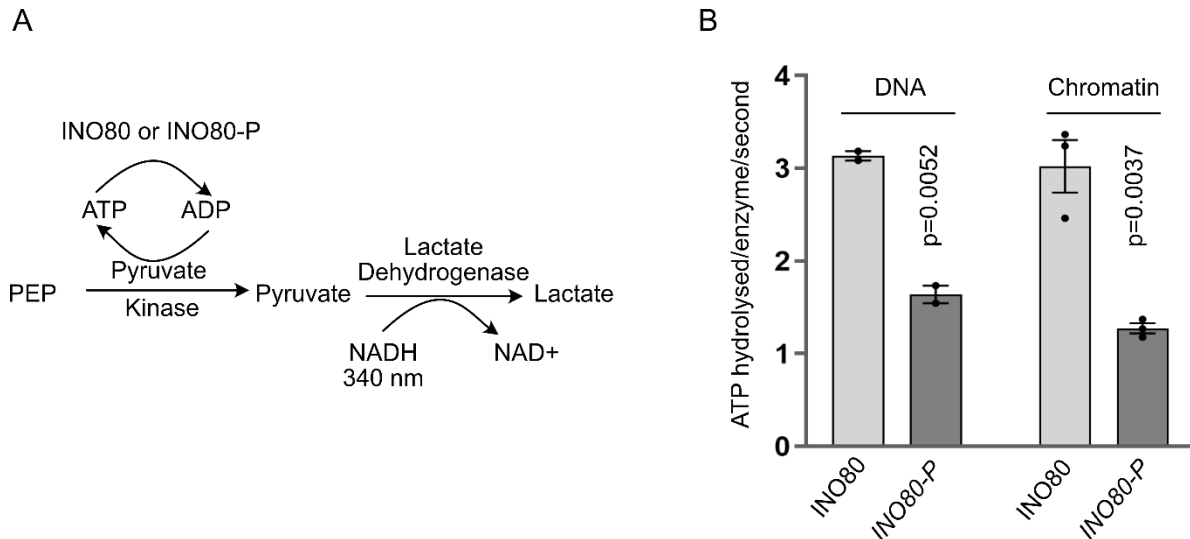 A
INO80 or INO80-P
ATP
ADP
Pyruvate
Kinase
PEP
Pyruvate
Lactate
Dehydrogenase
Lactate
NADH
340 nm
NAD+
B
ATP hydrolysed/enzyme/second
4
3
2
1
0
DNA
Chromatin
p=0.0052
p=0.0037
INO80
INO80-P
INO80
INO80-P